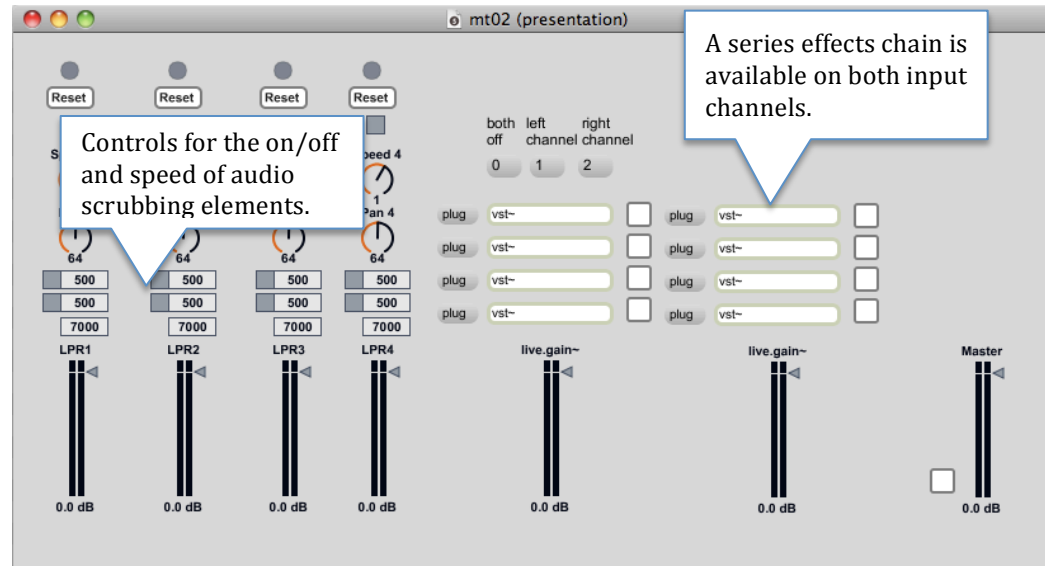 mt02 (presentation)
A series effects chain is
available on both input
channels.
Reset Reset Reset Reset
Controls for the on/off
and speed of audio
scrubbing elements.
both off left channel right channel
0 1 2
1
Pan 4
64 64 64 64
plug vst~ plug vst~
plug vst~ plug vst~
plug vst~ plug vst~
plug vst~ plug vst~
500 500 500 500
500 500 500 500
7000 7000 7000 7000
LPR1 LPR2 LPR3 LPR4 live.gain~ live.gain~ Master
0.0 dB 0.0 dB 0.0 dB 0.0 dB 0.0 dB 0.0 dB 0.0 dB